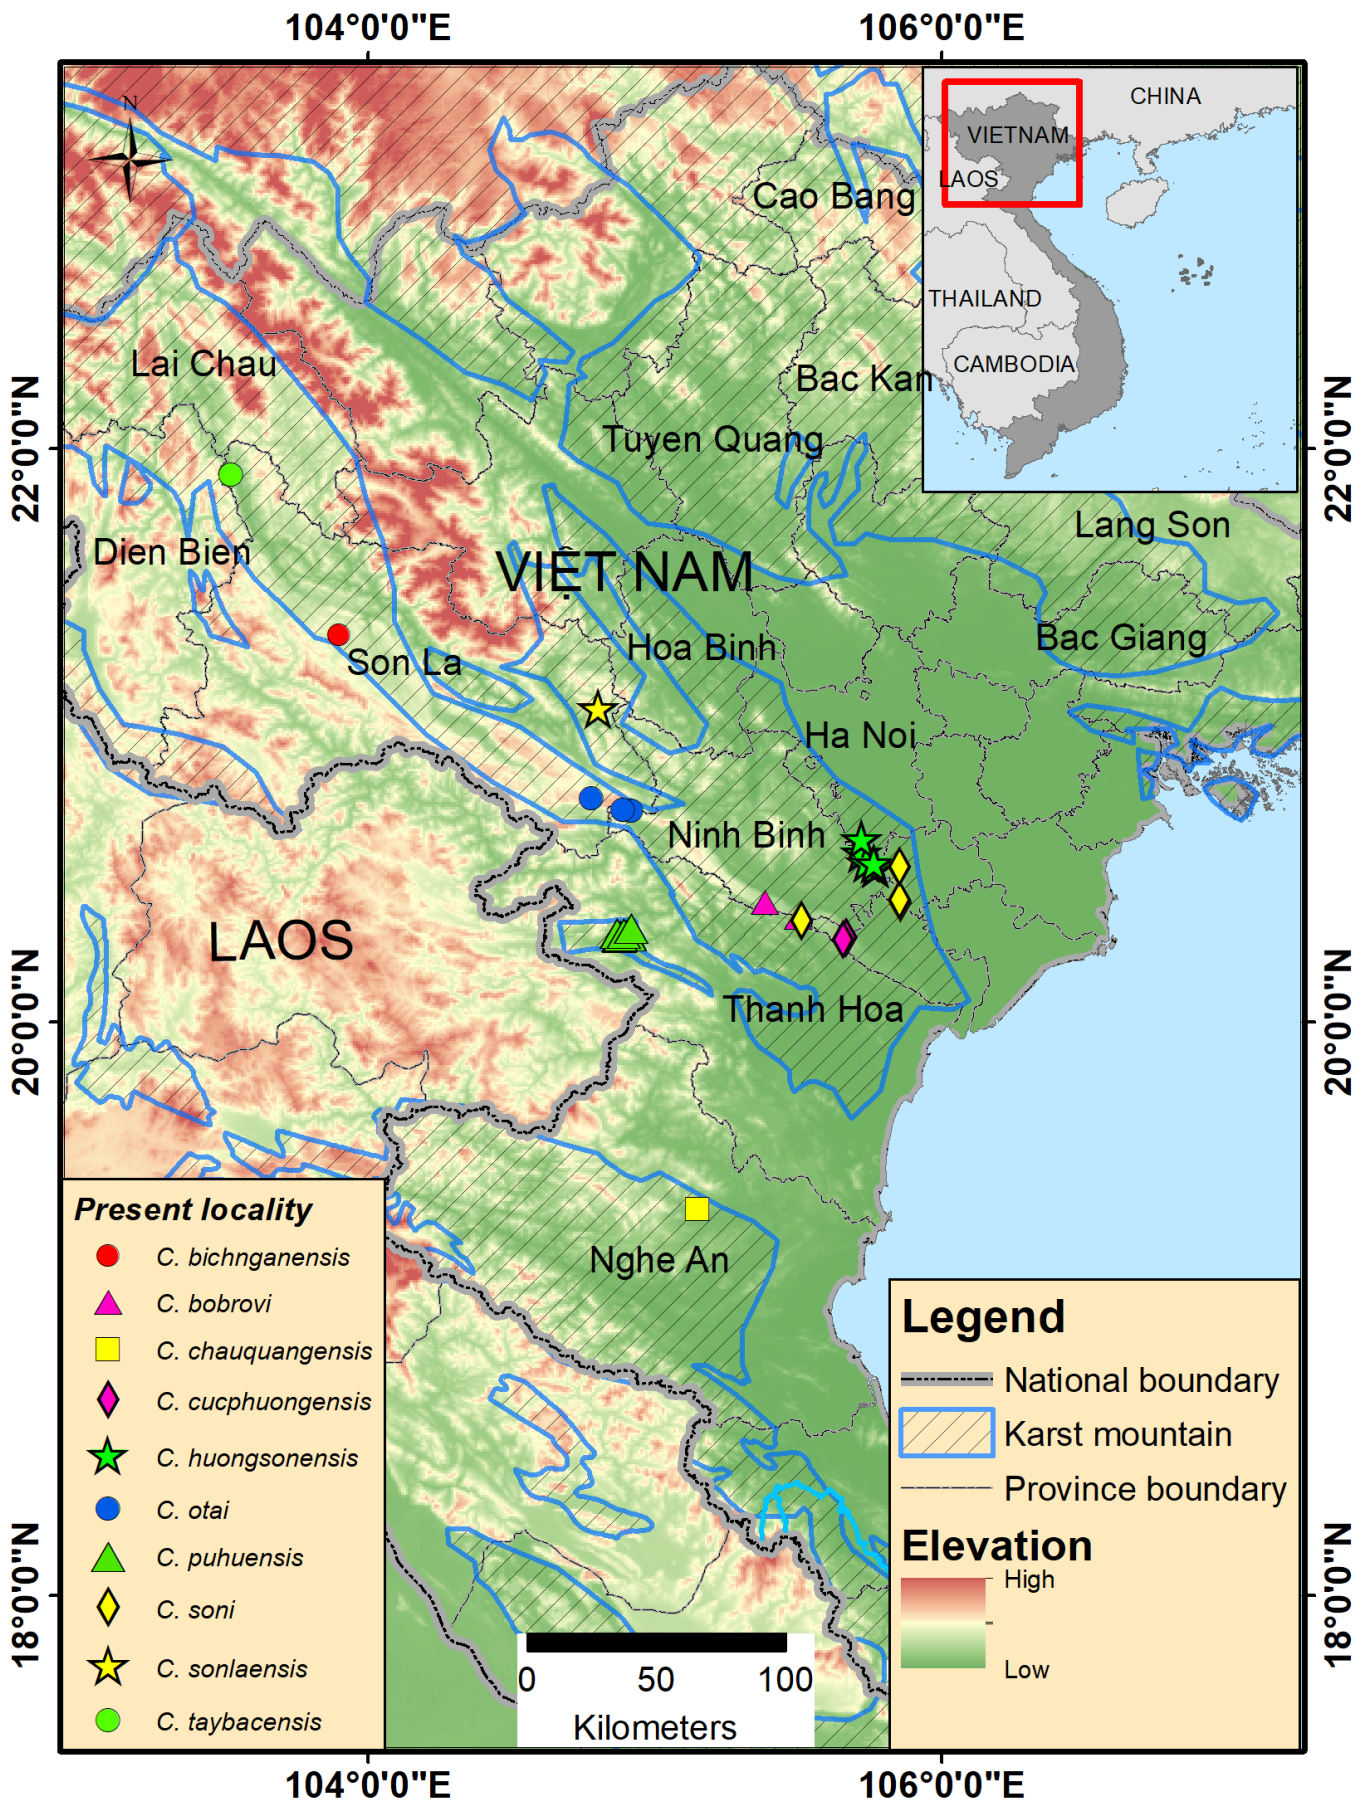 104°0'0"E
106°0'0"E
N
CHINA
VIETNAM
LAOS
THAILAND
CAMBODIA
Cao Bang
Lai Chau
Bac Kan
22°0'0"N
22°0'0"N
Tuyen Quang
Lang Son
Dien Bien
VIỆT NAM
Bac Giang
Hoa Binh
Son La
Ha Noi
Ninh Binh
LAOS
Thanh Hoa
20°0'0"N
20°0'0"N
Nghe An
Present locality
C. bichnganensis
C. bobrovi
C. chauquangensis
C. cucphuongensis
C. huongsonensis
C. otai
C. puhuensis
C. soni
C. sonlaensis
C. taybacensis
Legend
National boundary
Karst mountain
Province boundary
Elevation
High
Low
18°0'0"N
18°0'0"N
0 50 100
Kilometers
104°0'0"E
106°0'0"E